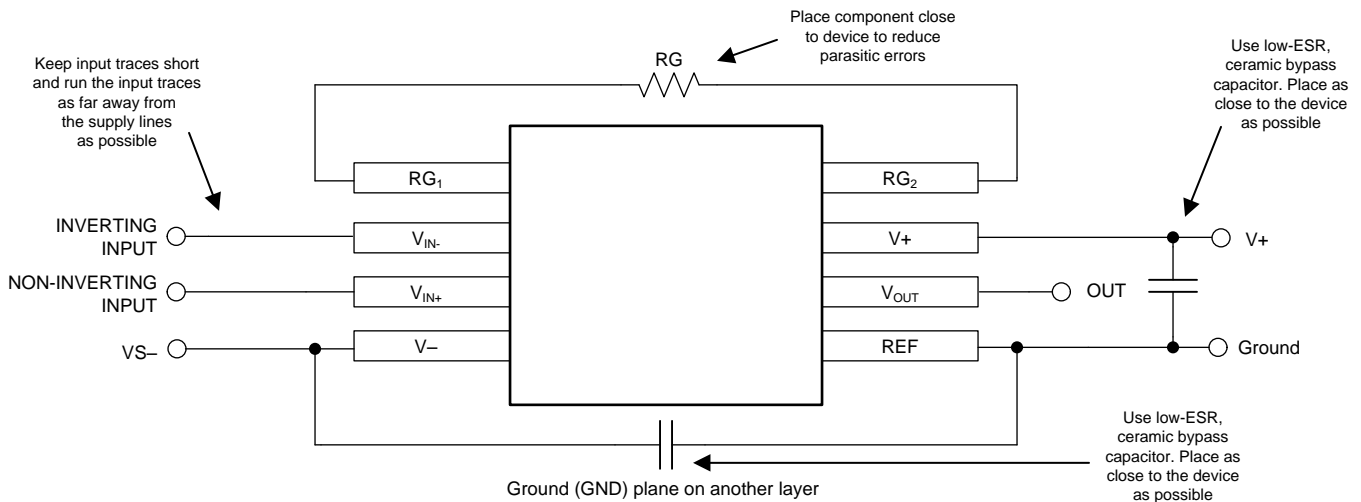 Place component close
to device to reduce
parasitic errors
RG
Use low-ESR,
ceramic bypass
capacitor. Place as
close to the device
as possible
Keep input traces short
and run the input traces
as far away from
the supply lines
as possible
RG₁
RG₂
INVERTING
INPUT
V_IN-
V+
V+
NON-INVERTING
INPUT
V_IN+
V_OUT
OUT
VS–
V–
REF
Ground
Use low-ESR,
ceramic bypass
capacitor. Place as
close to the device
as possible
Ground (GND) plane on another layer